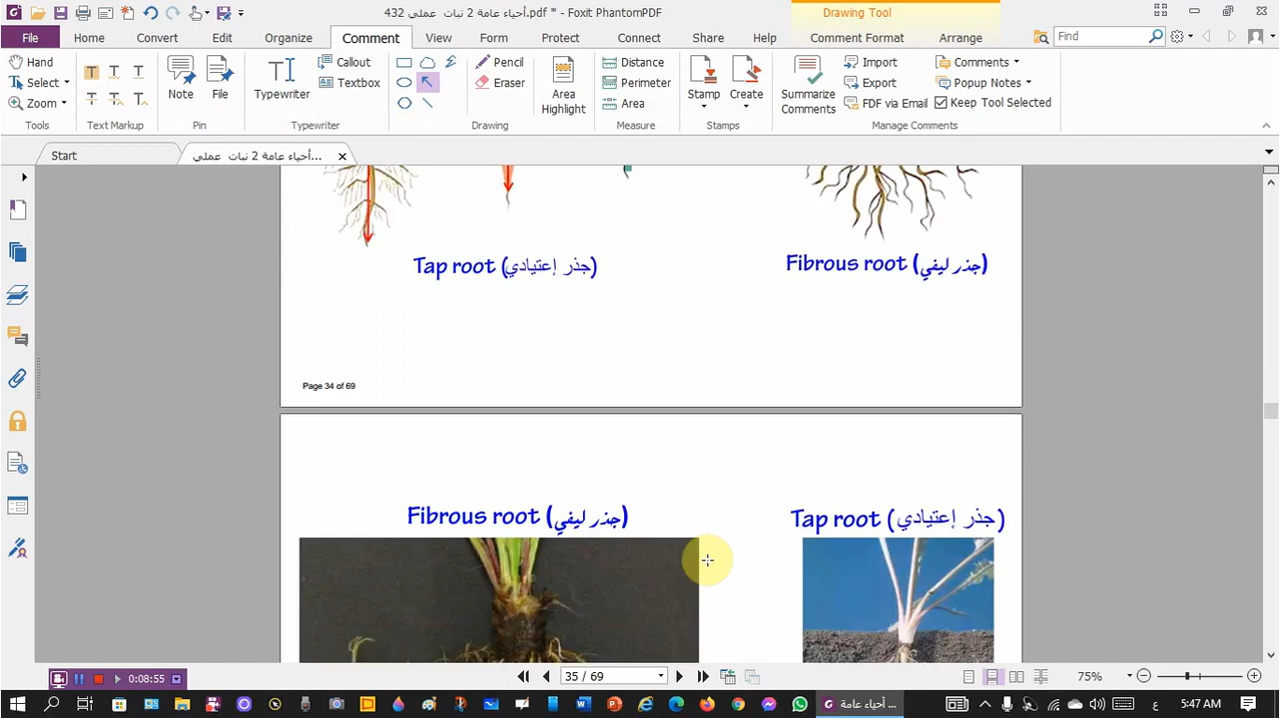 432 أحياء عامة 2 نبات عملي.pdf * - Foxit PhantomPDF
Drawing Tool
File Home Convert Edit Organize Comment View Form Protect Connect Share Help Comment Format Arrange Find
Hand
Select
Zoom
Tools
Text Markup
Note
File
Pin
Typewriter
Callout
Textbox
Typewriter
Pencil
Eraser
Area Highlight
Drawing
Distance
Perimeter
Area
Measure
Stamp
Create
Stamps
Summarize Comments
Import
Export
FDF via Email
Comments
Popup Notes
Keep Tool Selected
Manage Comments
Start
أحياء عامة 2 نبات عملي...
Tap root (جذر إعتيادي)
Fibrous root (جذر ليفي)
Page 34 of 69
Fibrous root (جذر ليفي)
Tap root (جذر إعتيادي)
0:08:55
35 / 69
75%
أحياء عامة ...
ع
5:47 AM